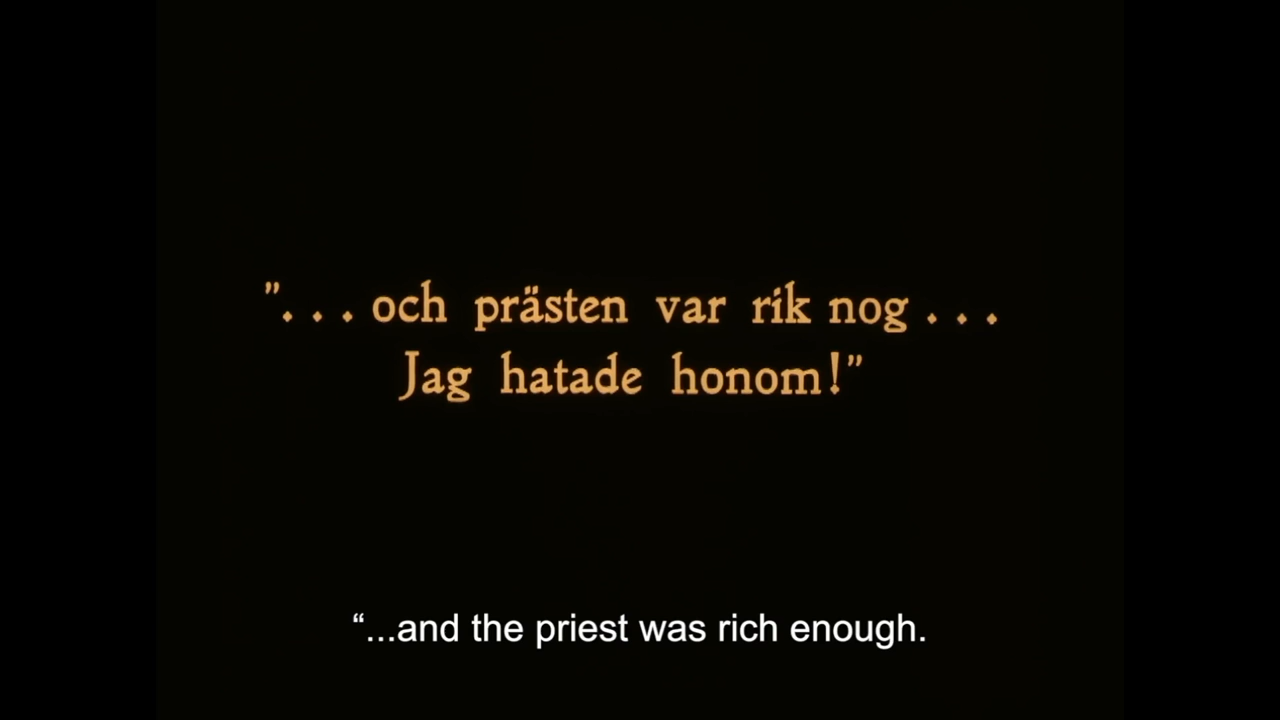 ". . . och prästen var rik nog . . .
Jag hatade honom!"
“...and the priest was rich enough.